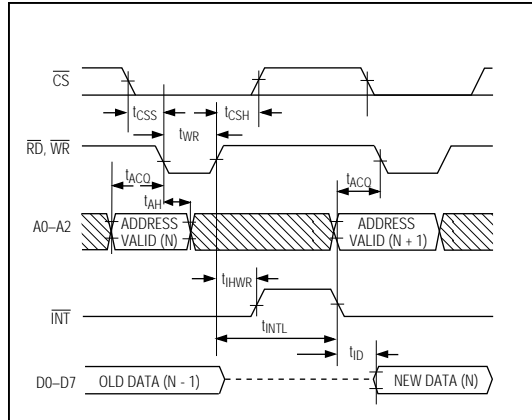 CS
tCSS
tCSH
tWR
RD, WR
tACQ
tACQ
tAH
A0–A2
ADDRESS
VALID (N)
ADDRESS
VALID (N + 1)
tIHWR
INT
tINTL
tID
D0–D7
OLD DATA (N - 1)
NEW DATA (N)